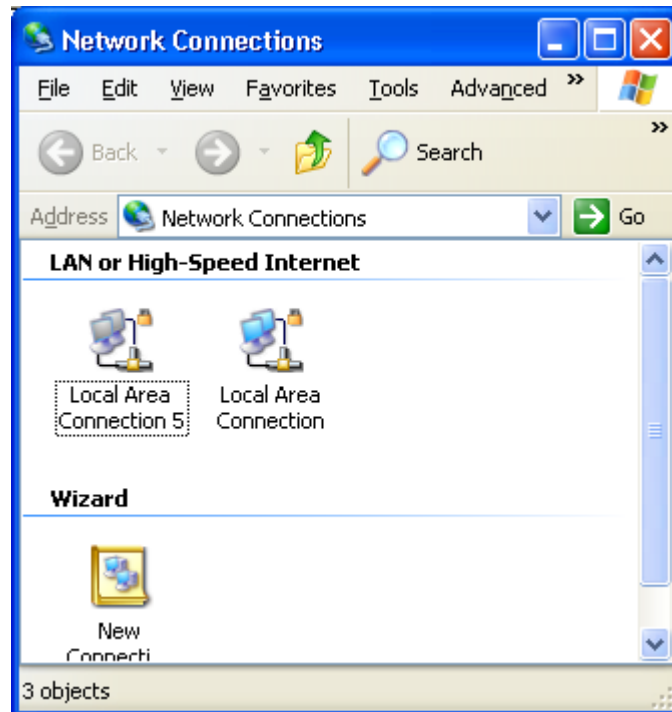 Network Connections
File Edit View Favorites Tools Advanced »
Back Search »
Address Network Connections Go
LAN or High-Speed Internet
Local Area Connection 5
Local Area Connection
Wizard
New
Connecti
3 objects